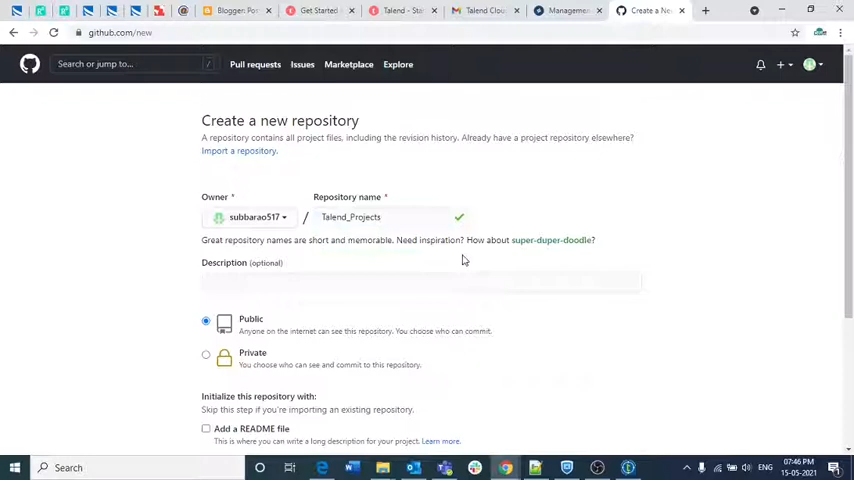 Blogger: Por
Get Started
Talend - Sta
Talend Clou
Management
Create a Ne
github.com/new
Search or jump to...
/
Pull requests
Issues
Marketplace
Explore
Create a new repository
A repository contains all project files, including the revision history. Already have a project repository elsewhere?
Import a repository.
Owner *
Repository name *
subbarao517
/
Talend_Projects
Great repository names are short and memorable. Need inspiration? How about super-duper-doodle?
Description (optional)
Public
Anyone on the internet can see this repository. You choose who can commit.
Private
You choose who can see and commit to this repository.
Initialize this repository with:
Skip this step if you're importing an existing repository.
Add a README file
This is where you can write a long description for your project. Learn more.
Search
ENG
07:46 PM
15-05-2021